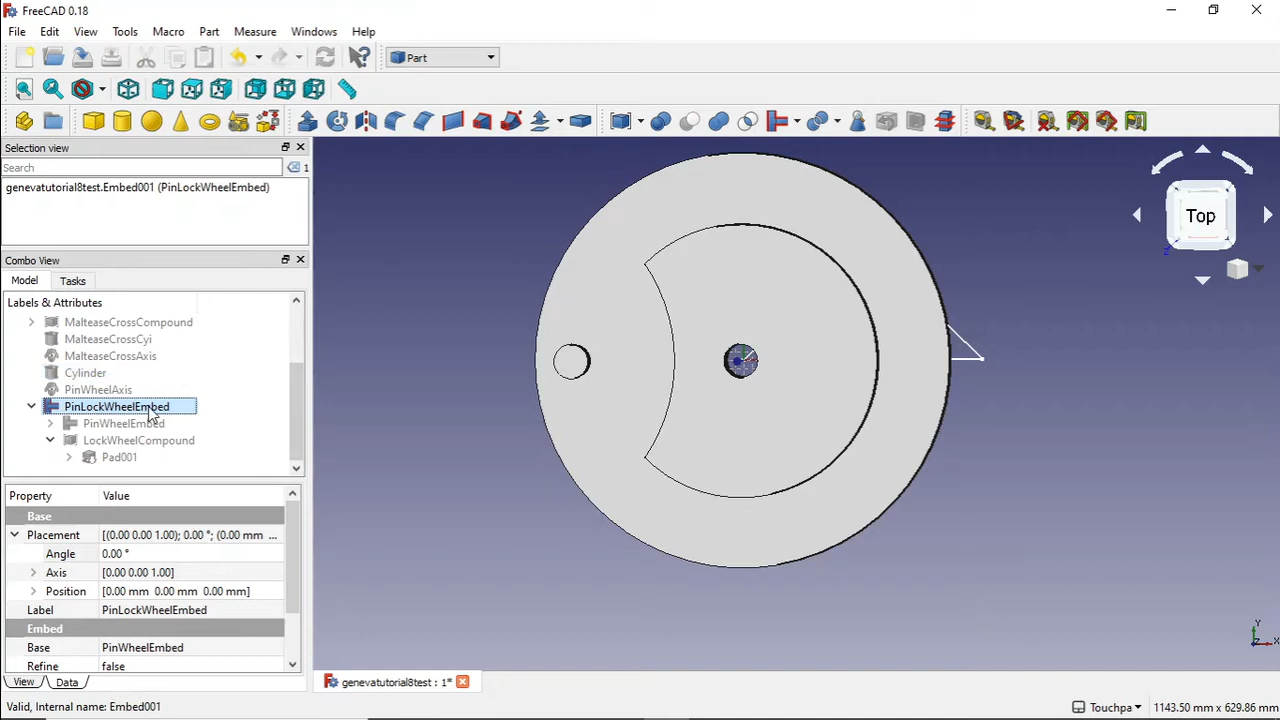 FreeCAD 0.18
File Edit View Tools Macro Part Measure Windows Help
Part
Selection view
Search
1
genevatutorial8test.Embed001 (PinLockWheelEmbed)
Combo View
Model Tasks
Labels & Attributes
MalteaseCrossCompound
MalteaseCrossCyi
MalteaseCrossAxis
Cylinder
PinWheelAxis
PinLockWheelEmbed
PinWheelEmbed
LockWheelCompound
Pad001
Property Value
Base
Placement [(0.00 0.00 1.00); 0.00 °; (0.00 mm ...
Angle 0.00 °
Axis [0.00 0.00 1.00]
Position [0.00 mm 0.00 mm 0.00 mm]
Label PinLockWheelEmbed
Embed
Base PinWheelEmbed
Refine false
View Data
Top
Z
Y
Z X
genevatutorial8test : 1*
Valid, Internal name: Embed001
Touchpa
1143.50 mm x 629.86 mm